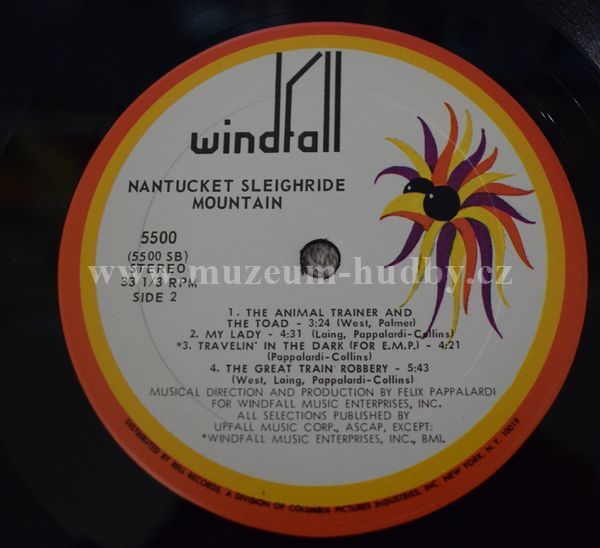 windfall
NANTUCKET SLEIGHRIDE
MOUNTAIN
5500
(5500 SB)
STEREO
33 1/3 RPM
SIDE 2
www.muzeum-hudby.cz
1. THE ANIMAL TRAINER AND
THE TOAD - 3:24 (West, Palmer)
2. MY LADY - 4:31 (Laing, Pappalardi-Collins)
*3. TRAVELIN' IN THE DARK (FOR E.M.P.) - 4:21
(Pappalardi-Collins)
4. THE GREAT TRAIN ROBBERY - 5:43
(West, Laing, Pappalardi-Collins)
MUSICAL DIRECTION AND PRODUCTION BY FELIX PAPPALARDI
FOR WINDFALL MUSIC ENTERPRISES, INC.
ALL SELECTIONS PUBLISHED BY
UPFALL MUSIC CORP., ASCAP, EXCEPT:
*WINDFALL MUSIC ENTERPRISES, INC., BMI.
DISTRIBUTED BY BELL RECORDS, A DIVISION OF COLUMBIA PICTURES INDUSTRIES, INC. NEW YORK, N.Y. 10019